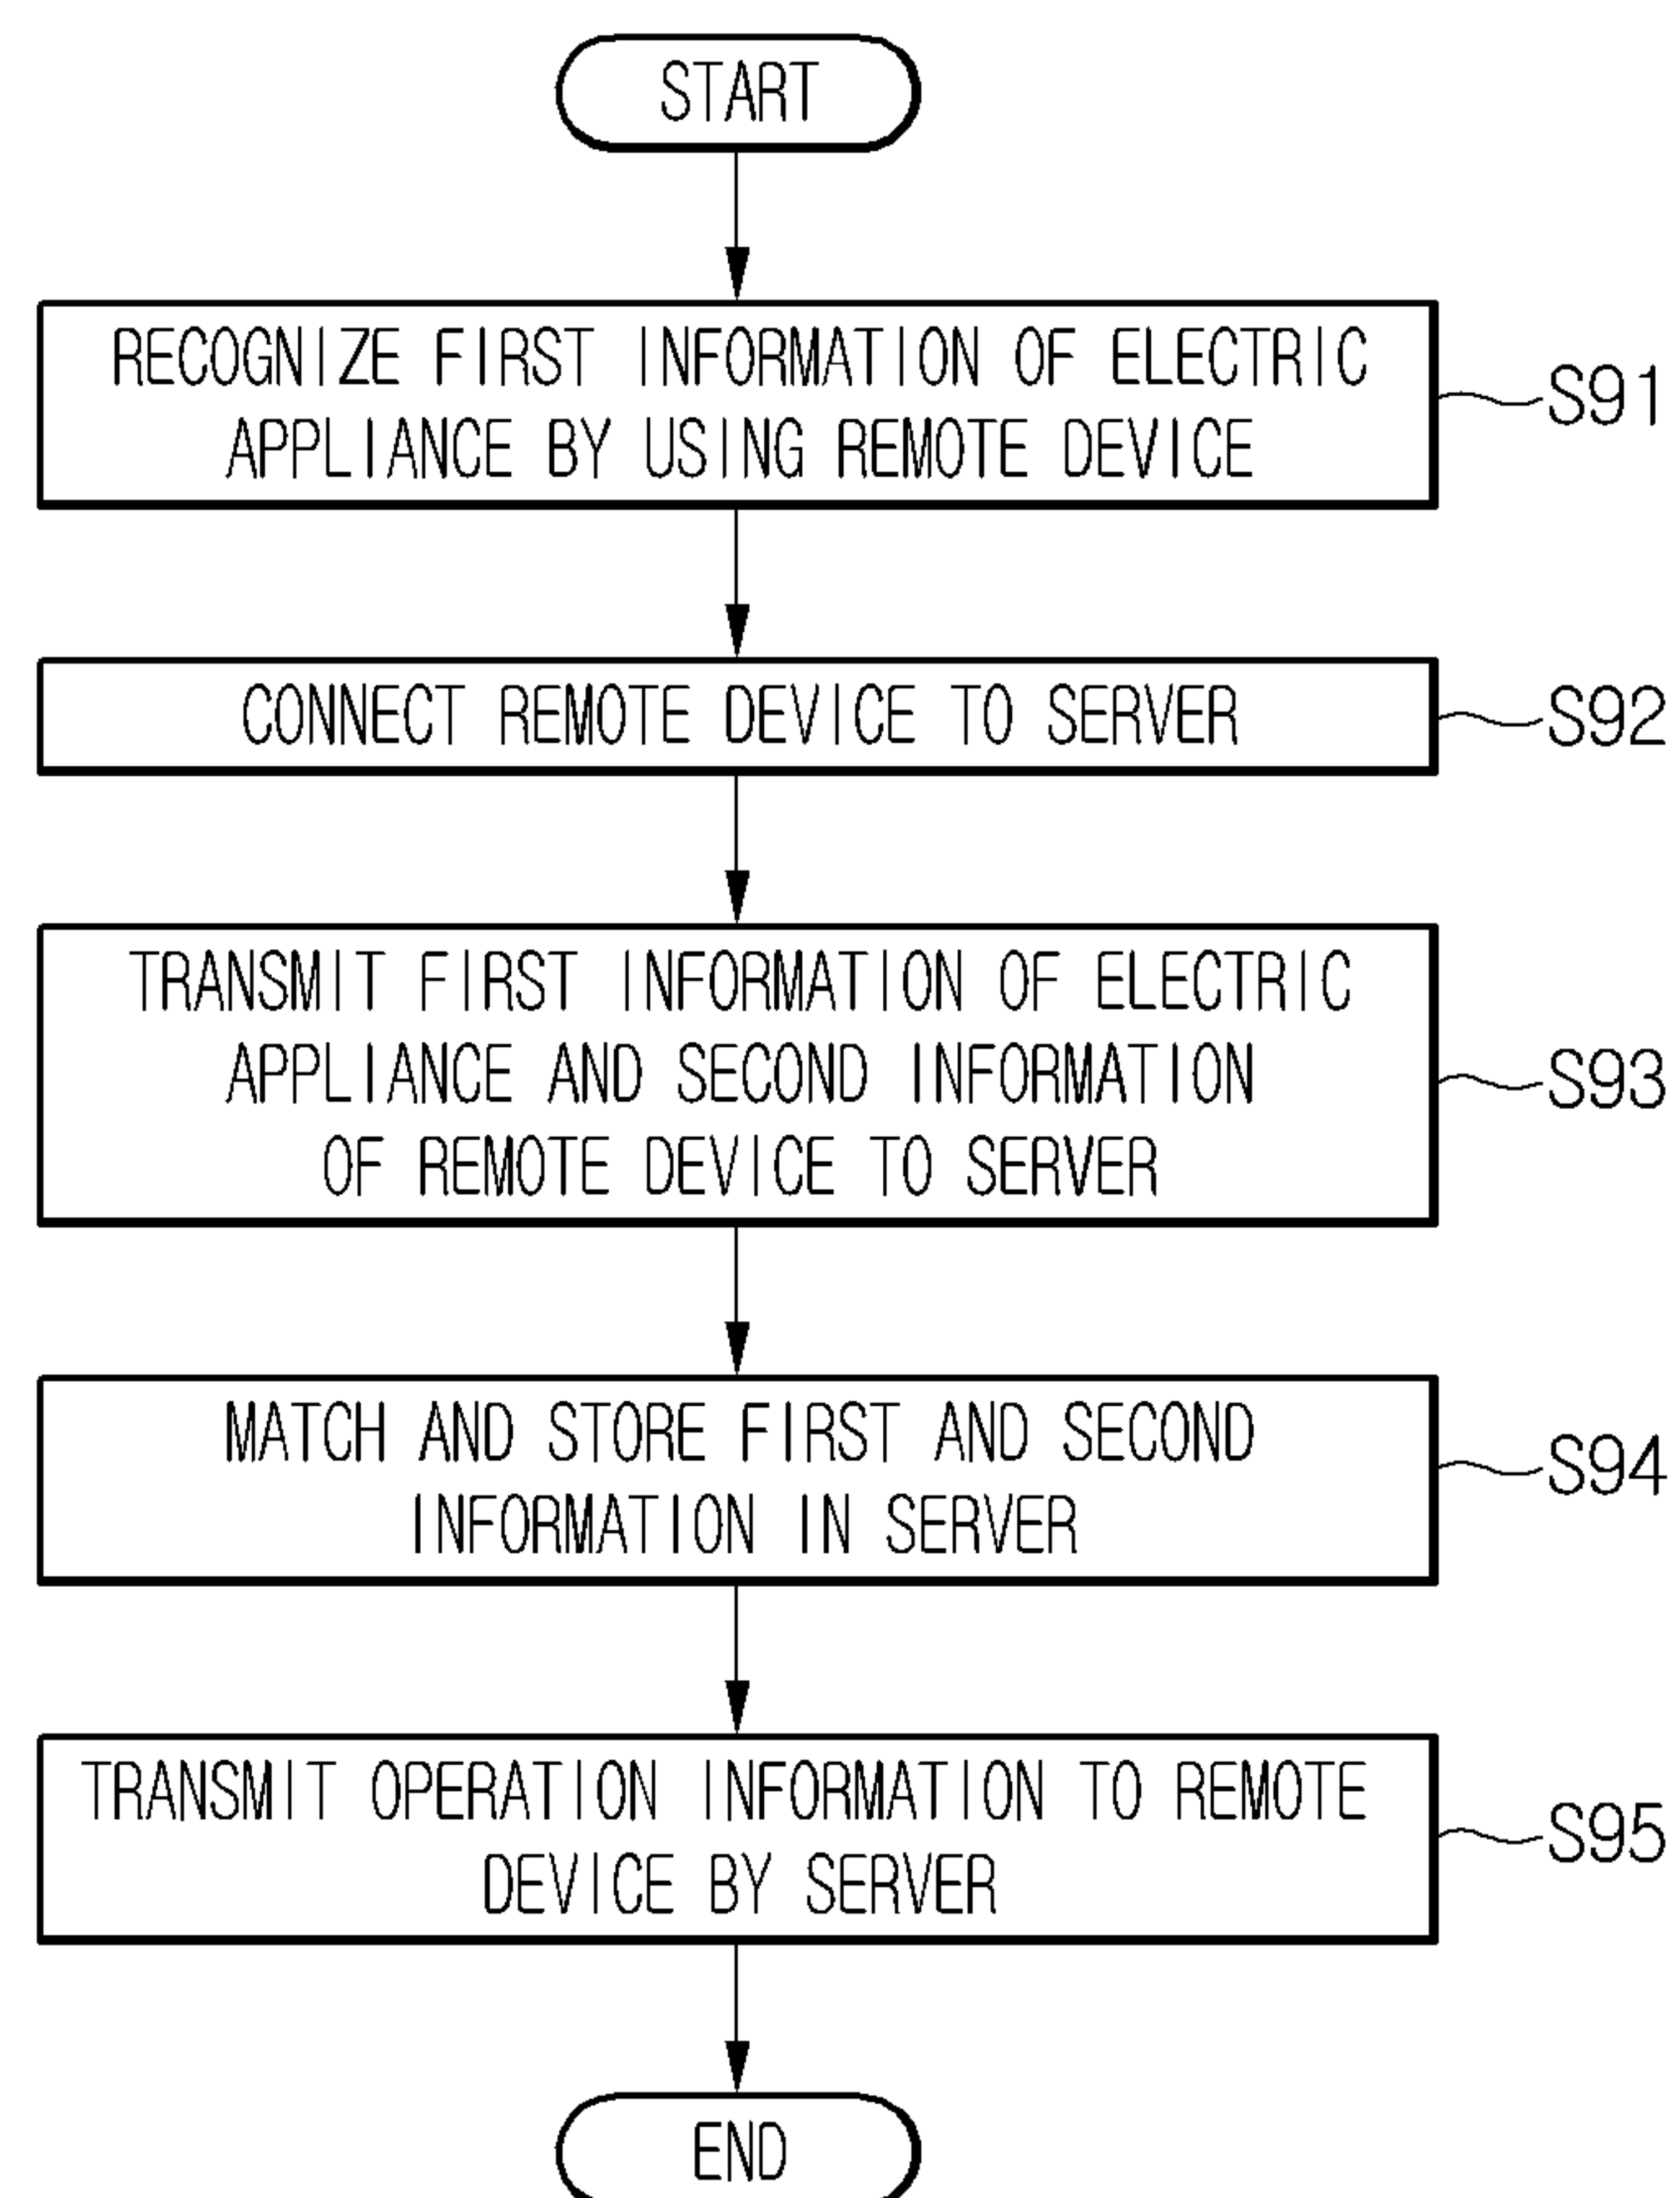 START
RECOGNIZE FIRST INFORMATION OF ELECTRIC
APPLIANCE BY USING REMOTE DEVICE
S91
CONNECT REMOTE DEVICE TO SERVER
S92
TRANSMIT FIRST INFORMATION OF ELECTRIC
APPLIANCE AND SECOND INFORMATION
OF REMOTE DEVICE TO SERVER
S93
MATCH AND STORE FIRST AND SECOND
INFORMATION IN SERVER
S94
TRANSMIT OPERATION INFORMATION TO REMOTE
DEVICE BY SERVER
S95
END